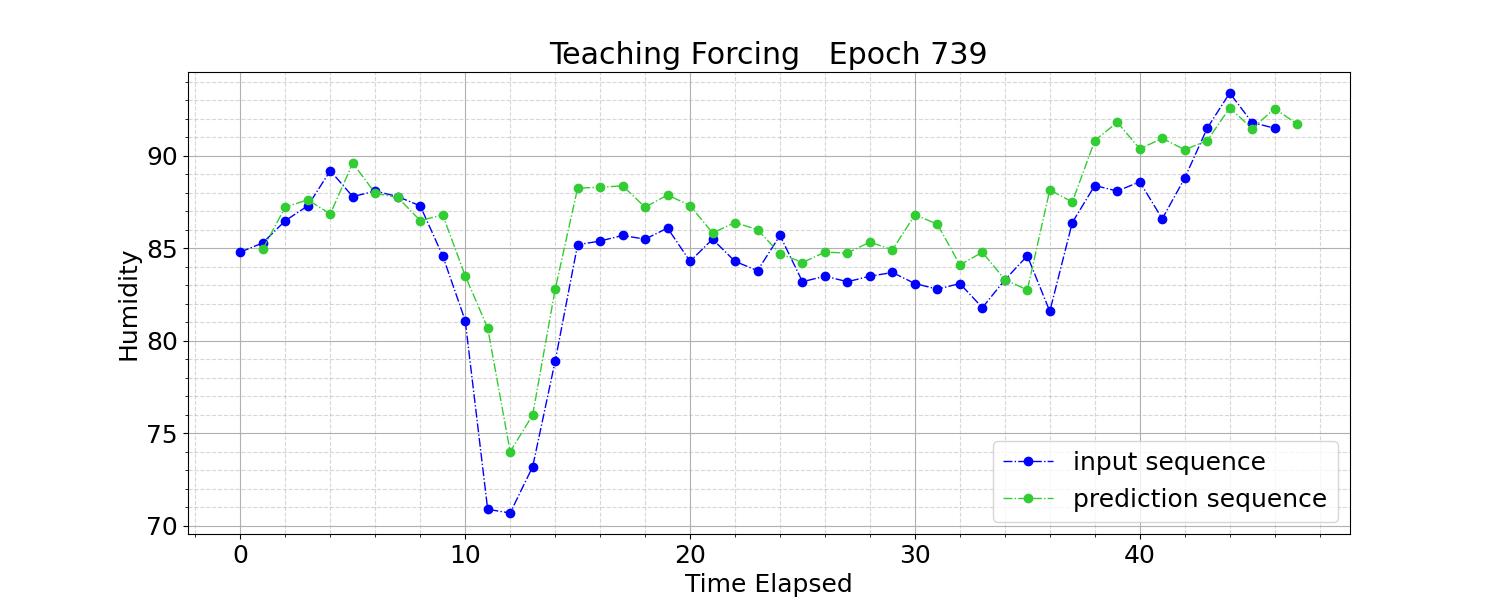 Teaching Forcing   Epoch 739
Humidity
90
85
80
75
70
0 10 20 30 40
Time Elapsed
input sequence
prediction sequence